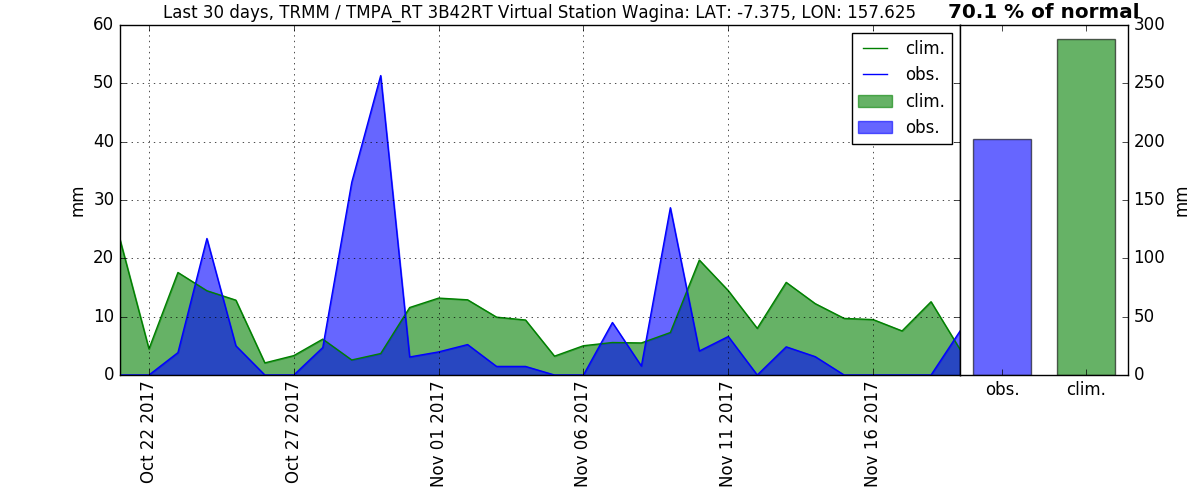 Last 30 days, TRMM / TMPA_RT 3B42RT Virtual Station Wagina: LAT: -7.375, LON: 157.625
70.1 % of normal
60
50
40
30
20
10
0
mm
clim.
obs.
clim.
obs.
Oct 22 2017
Oct 27 2017
Nov 01 2017
Nov 06 2017
Nov 11 2017
Nov 16 2017
300
250
200
150
100
50
0
mm
obs.
clim.